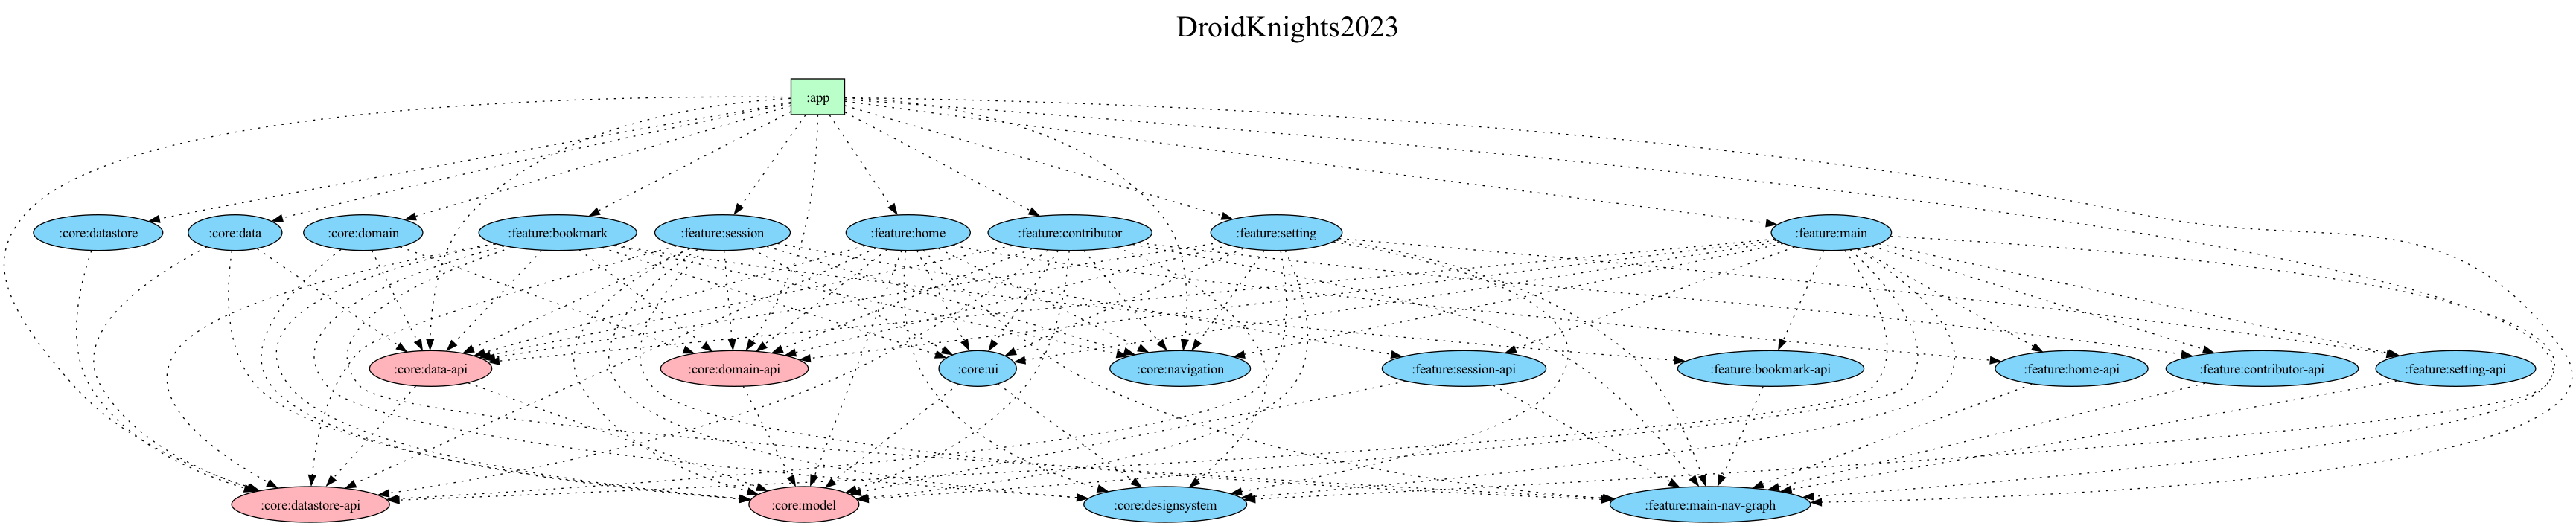 DroidKnights2023
:app
:core:datastore
:core:data
:core:domain
:feature:bookmark
:feature:session
:feature:home
:feature:contributor
:feature:setting
:feature:main
:core:data-api
:core:domain-api
:core:ui
:core:navigation
:feature:session-api
:feature:bookmark-api
:feature:home-api
:feature:contributor-api
:feature:setting-api
:core:datastore-api
:core:model
:core:designsystem
:feature:main-nav-graph